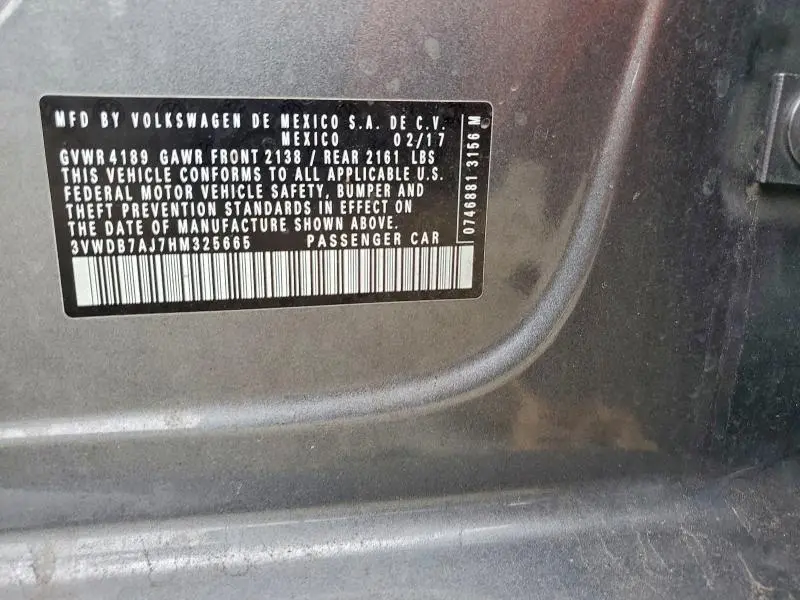 MFD BY VOLKSWAGEN DE MEXICO S.A. DE C.V.
MEXICO 02/17
GVWR 4189 GAWR FRONT 2138 / REAR 2161 LBS
THIS VEHICLE CONFORMS TO ALL APPLICABLE U.S.
FEDERAL MOTOR VEHICLE SAFETY, BUMPER AND
THEFT PREVENTION STANDARDS IN EFFECT ON
THE DATE OF MANUFACTURE SHOWN ABOVE.
3VWDB7AJ7HM325665 PASSENGER CAR
0746881 3156 M